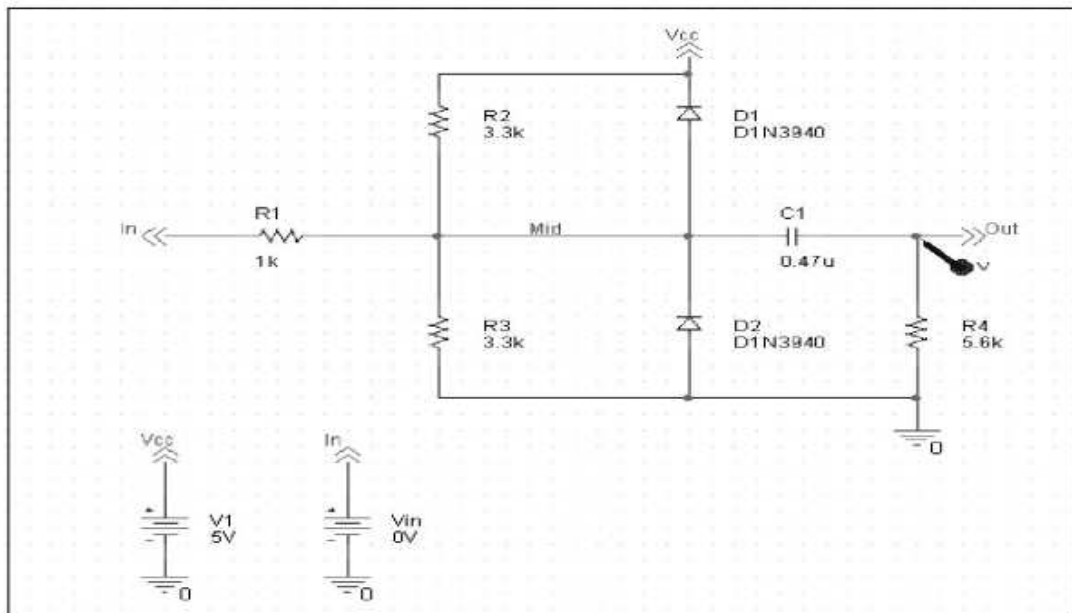 Vcc
R2
3.3k
D1
D1N3940
In
R1
1k
Mid
C1
0.47u
Out
V
R3
3.3k
D2
D1N3940
R4
5.6k
0
Vcc
In
V1
5V
Vin
0V
0
0